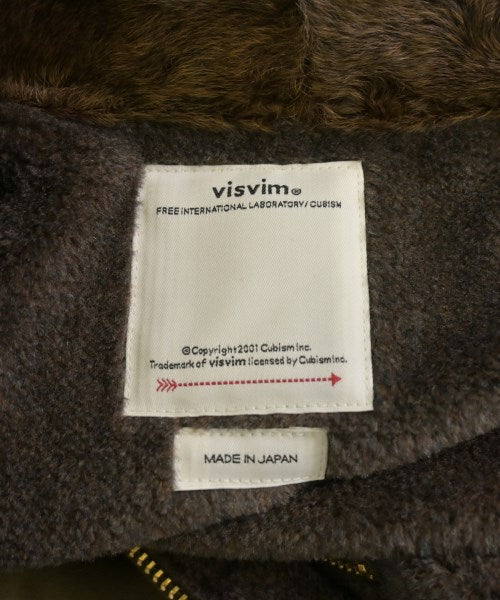 visvim®
FREE INTERNATIONAL LABORATORY/CUBISM
©Copyright 2001 Cubism Inc.
Trademark of visvim licensed by Cubism Inc.
MADE IN JAPAN